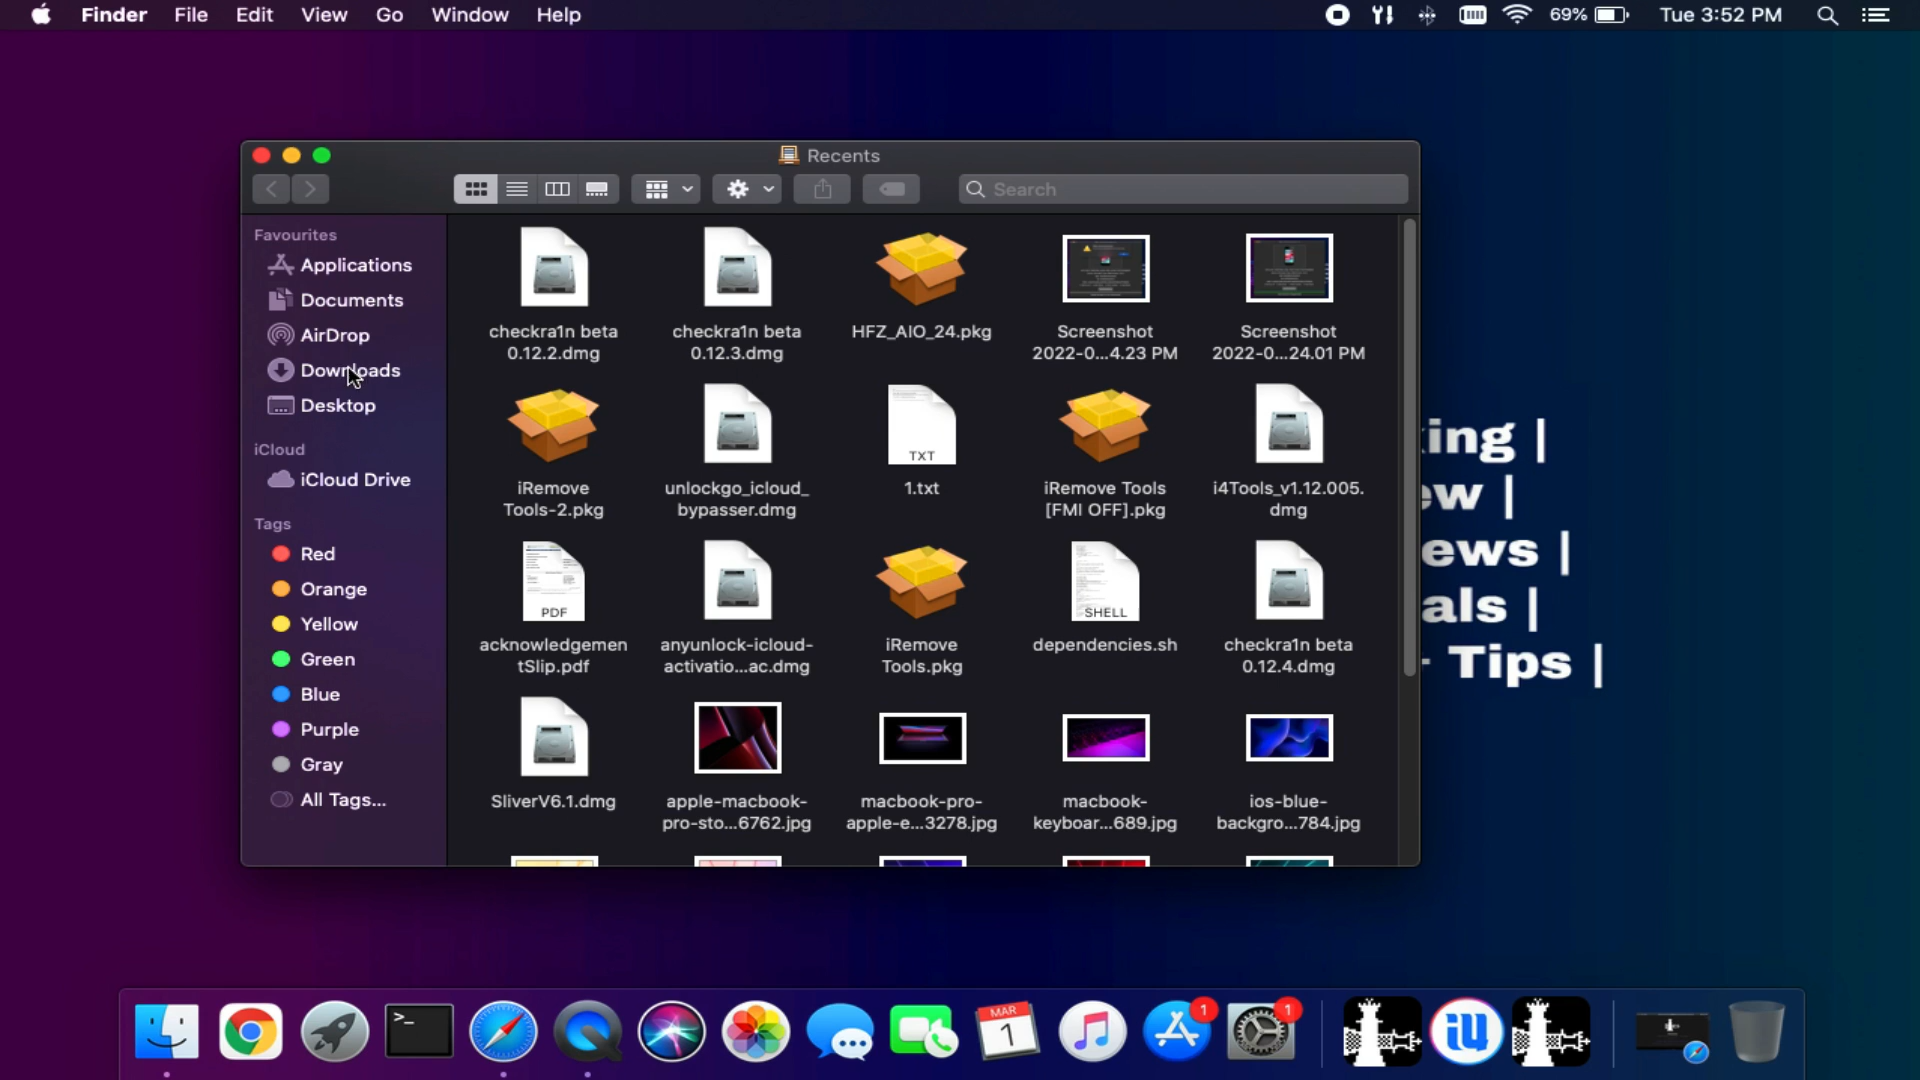 Finder File Edit View Go Window Help 69% Tue 3:52 PM
Recents
Search
Favourites
Applications
Documents
AirDrop
Downloads
Desktop
iCloud
iCloud Drive
Tags
Red
Orange
Yellow
Green
Blue
Purple
Gray
All Tags...
checkra1n beta
0.12.2.dmg
checkra1n beta
0.12.3.dmg
HFZ_AIO_24.pkg
Screenshot
2022-0...4.23 PM
Screenshot
2022-0...24.01 PM
iRemove
Tools-2.pkg
unlockgo_icloud_
bypasser.dmg
TXT
1.txt
iRemove Tools
[FMI OFF].pkg
i4Tools_v1.12.005.
dmg
PDF
acknowledgemen
tSlip.pdf
anyunlock-icloud-
activatio...ac.dmg
iRemove
Tools.pkg
SHELL
dependencies.sh
checkra1n beta
0.12.4.dmg
SliverV6.1.dmg
apple-macbook-
pro-sto...6762.jpg
macbook-pro-
apple-e...3278.jpg
macbook-
keyboar...689.jpg
ios-blue-
backgro...784.jpg
ing |
ew |
ews |
als |
Tips |
>_
MAR
1
1
1